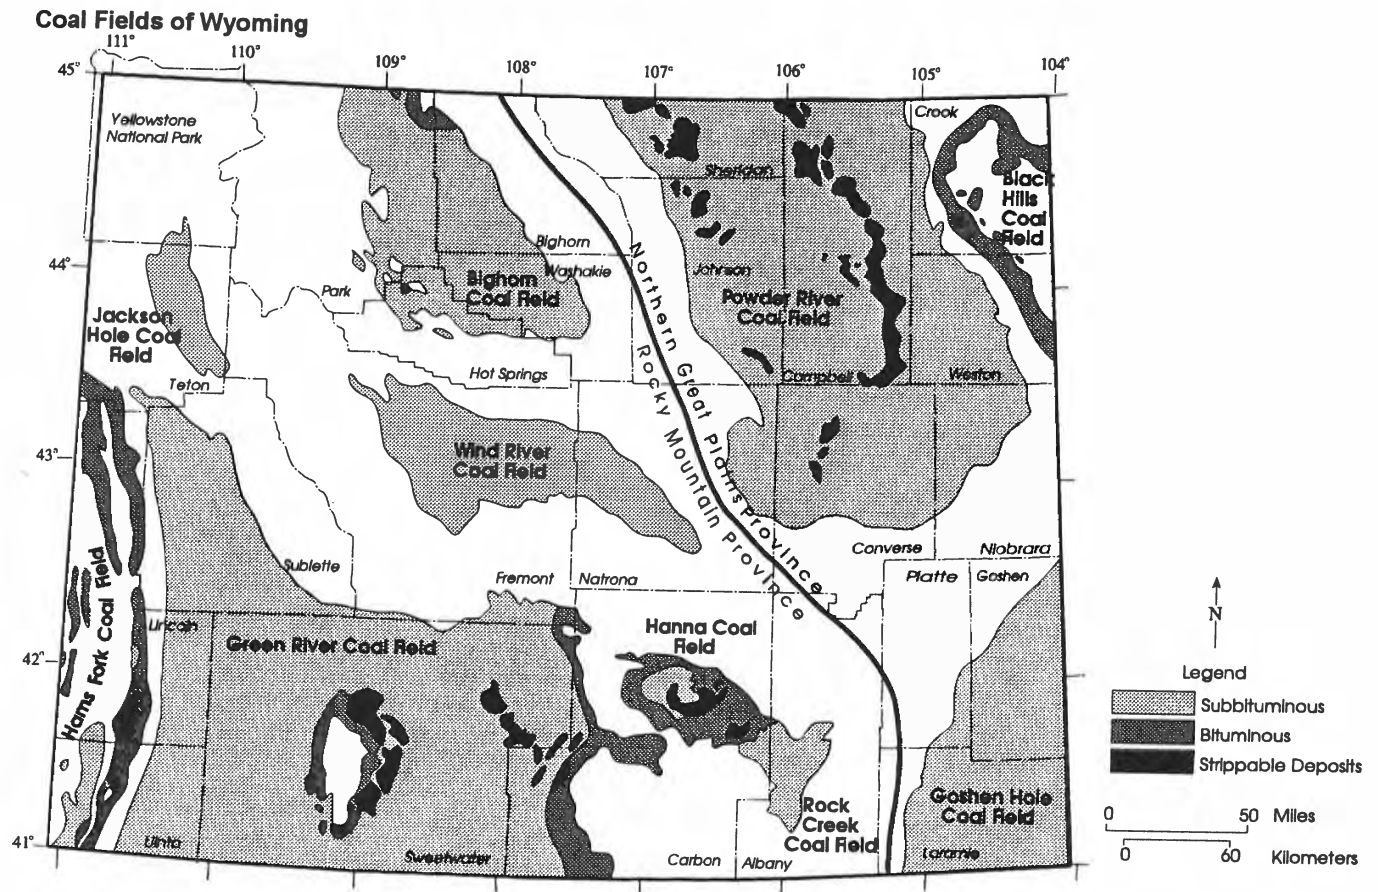 Coal Fields of Wyoming
111°
110°
109°
108°
107°
106°
105°
104°
45°
44°
43°
42°
41°
Yellowstone
National Park
Crook
Sheridan
Black
Hills
Coal
Field
Bighorn
Washakie
Bighorn
Coal Field
Park
Johnson
Powder River
Coal Field
Jackson
Hole Coal
Field
Teton
Hot Springs
Campbell
Weston
Northern Great Plains Province
Rocky Mountain Province
Wind River
Coal Field
Sublette
Fremont
Natrona
Converse
Niobrara
Platte
Goshen
Hams Fork Coal Field
Lincoln
Green River Coal Field
Hanna Coal
Field
Rock
Creek
Coal Field
Goshen Hole
Coal Field
Uinta
Sweetwater
Carbon
Albany
Laramie
N
Legend
Subbituminous
Bituminous
Strippable Deposits
0
50
Miles
0
60
Kilometers